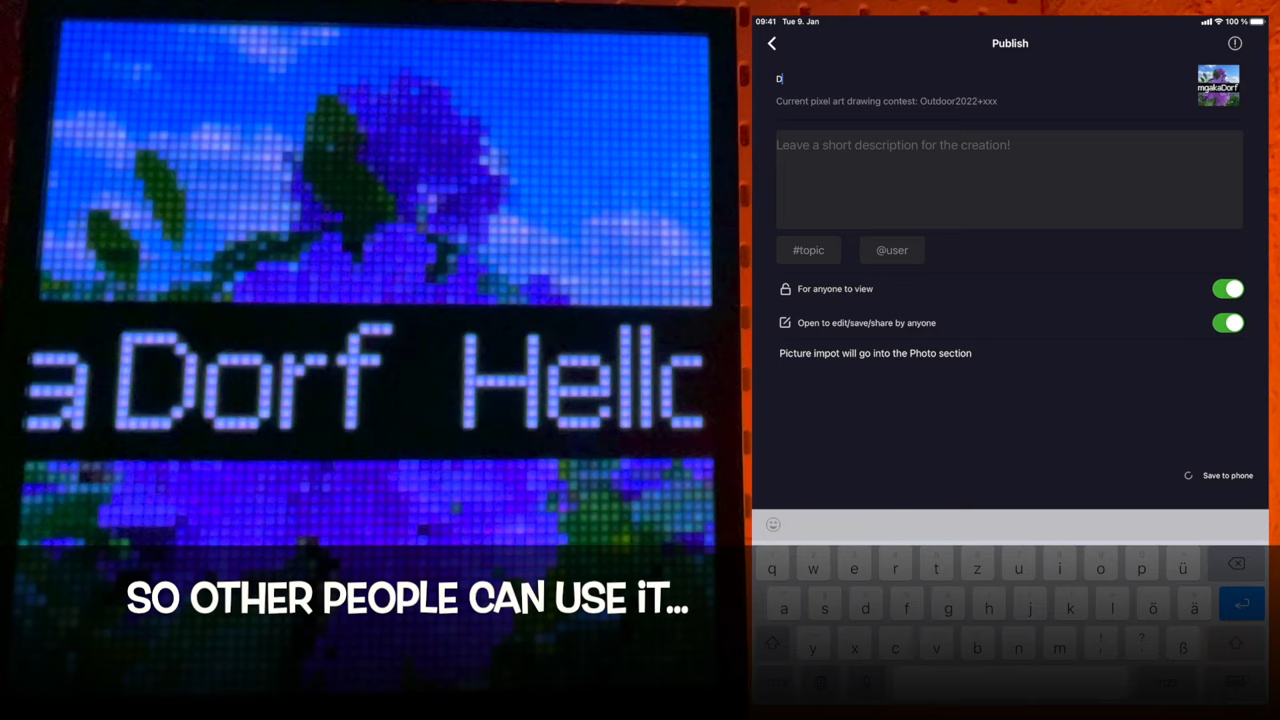 a Dorf Hello
SO OTHER PEOPLE CAN USE iT...
09:41 Tue 9. Jan
100 %
Publish
D
mgakaDorf
Current pixel art drawing contest: Outdoor2022+xxx
Leave a short description for the creation!
#topic @user
For anyone to view
Open to edit/save/share by anyone
Picture impot will go into the Photo section
Save to phone
q w e r t z u i o p ü
a s d f g h j k l ö ä
y x c v b n m ! ? ß